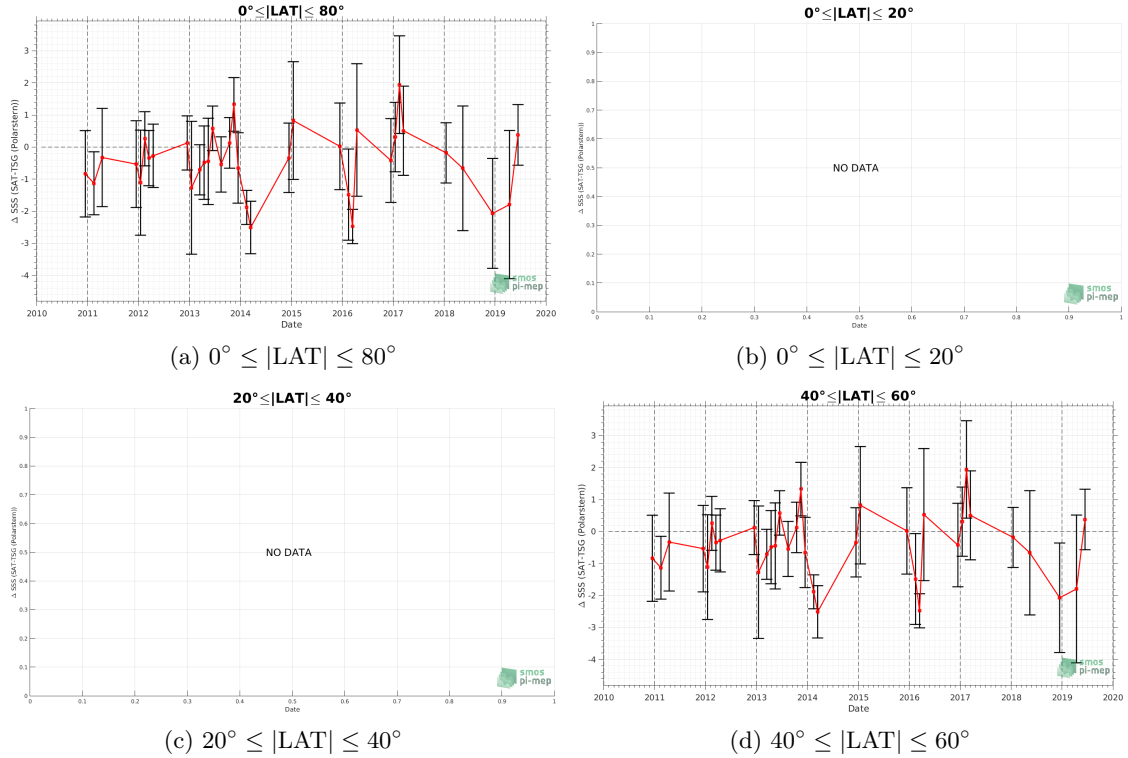 0°≤|LAT|≤ 80°
Δ SSS (SAT-TSG (Polarstern))
3
2
1
0
-1
-2
-3
-4
2010 2011 2012 2013 2014 2015 2016 2017 2018 2019 2020
Date
smos
pi-mep
(a) 0° ≤ |LAT| ≤ 80°
0°≤|LAT|≤ 20°
Δ SSS (SAT-TSG (Polarstern))
1
0.9
0.8
0.7
0.6
0.5
0.4
0.3
0.2
0.1
0
NO DATA
0 0.1 0.2 0.3 0.4 0.5 0.6 0.7 0.8 0.9 1
Date
smos
pi-mep
(b) 0° ≤ |LAT| ≤ 20°
20°≤|LAT|≤ 40°
Δ SSS (SAT-TSG (Polarstern))
1
0.9
0.8
0.7
0.6
0.5
0.4
0.3
0.2
0.1
0
NO DATA
0 0.1 0.2 0.3 0.4 0.5 0.6 0.7 0.8 0.9 1
Date
smos
pi-mep
(c) 20° ≤ |LAT| ≤ 40°
40°≤|LAT|≤ 60°
Δ SSS (SAT-TSG (Polarstern))
3
2
1
0
-1
-2
-3
-4
2010 2011 2012 2013 2014 2015 2016 2017 2018 2019 2020
Date
smos
pi-mep
(d) 40° ≤ |LAT| ≤ 60°